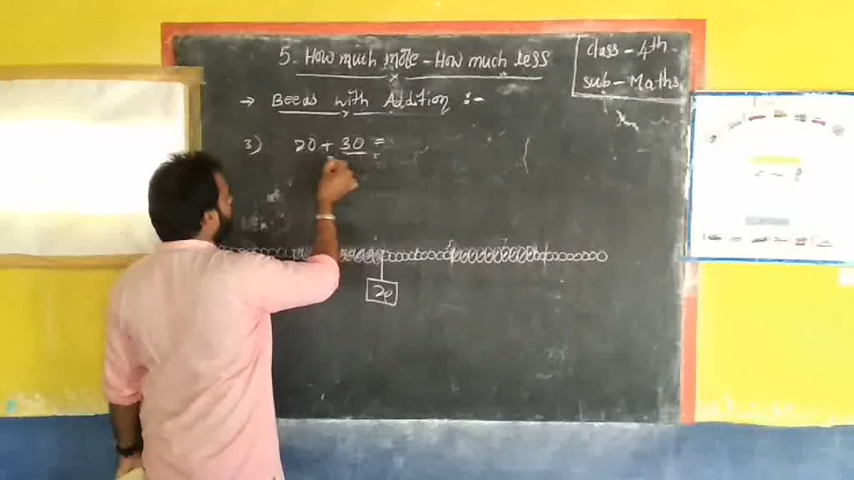 5. How much more - How much less
class - 4th
sub - Maths
→ Beeds with Addition :-
3) 20 + 30 =
20